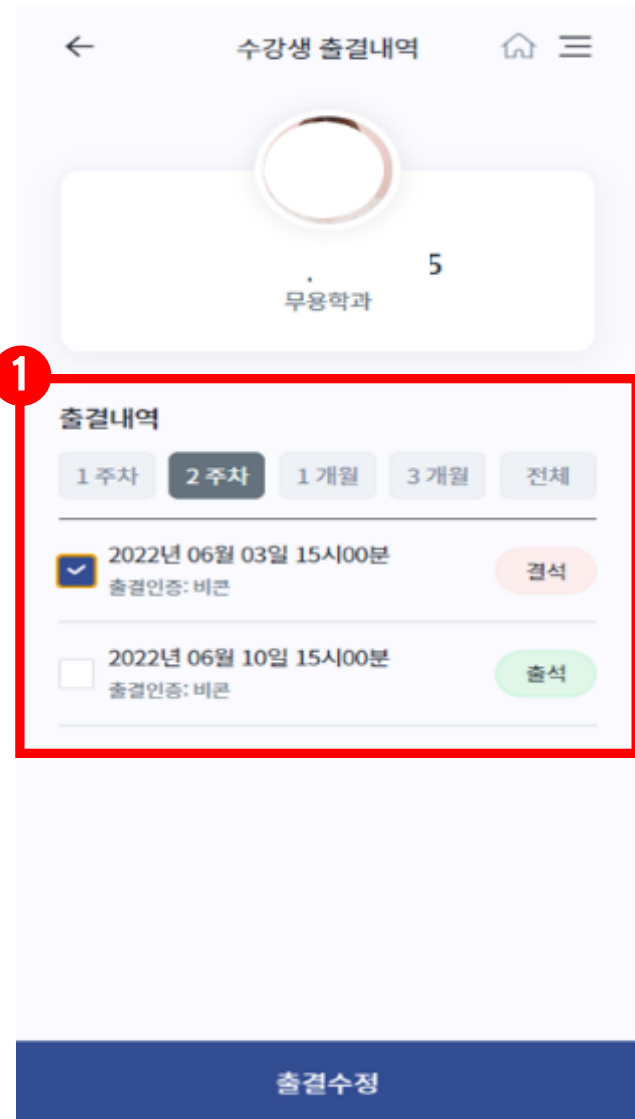 수강생 출결내역
5
무용학과
1
출결내역
1 주차 2 주차 1 개월 3 개월 전체
2022년 06월 03일 15시00분
출결인증: 비콘
결석
2022년 06월 10일 15시00분
출결인증: 비콘
출석
출결수정